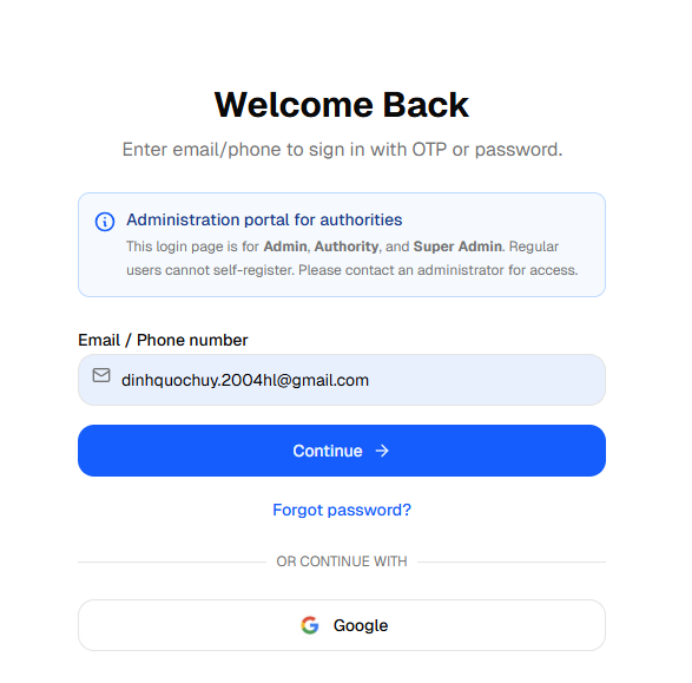 Welcome Back
Enter email/phone to sign in with OTP or password.
Administration portal for authorities
This login page is for Admin, Authority, and Super Admin. Regular
users cannot self-register. Please contact an administrator for access.
Email / Phone number
dinhquochuy.2004hl@gmail.com
Continue →
Forgot password?
OR CONTINUE WITH
Google